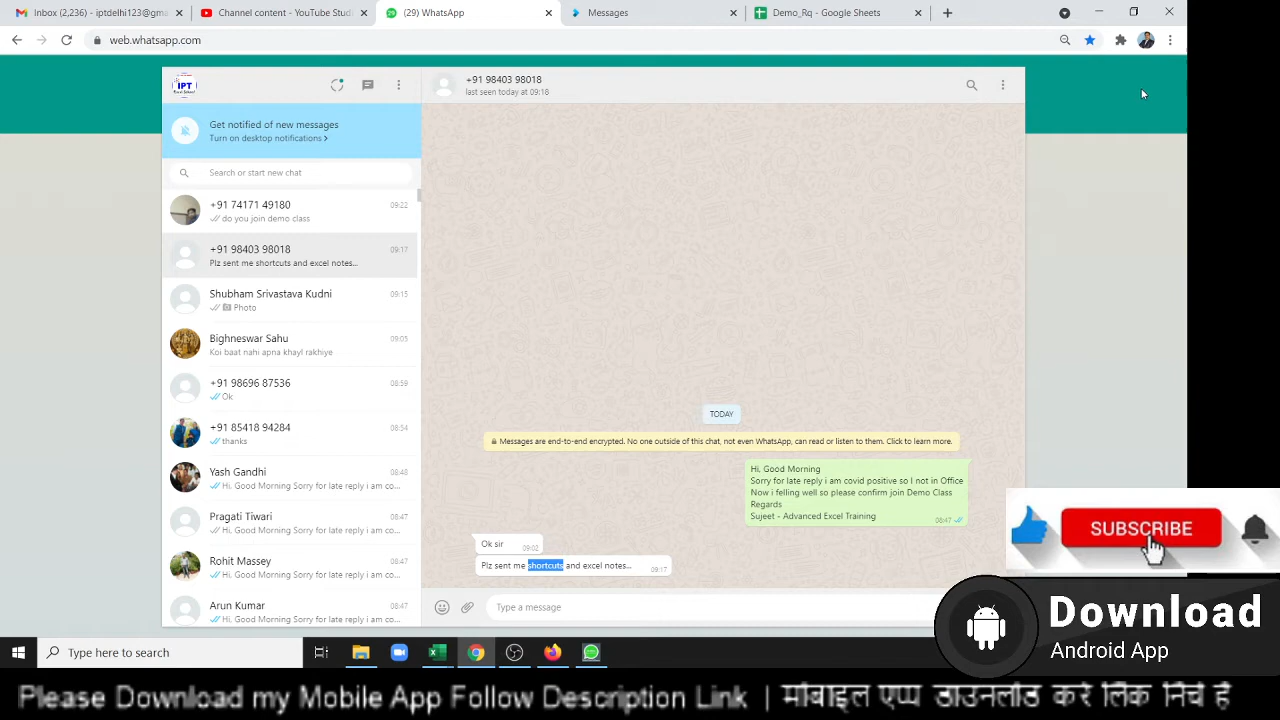 Inbox (2,236) - iptdelhi123@gma
Channel content - YouTube Studi
(29) WhatsApp
Messages
Demo_Rq - Google Sheets
web.whatsapp.com
IPT
Excel School
+91 98403 98018
last seen today at 09:18
Get notified of new messages
Turn on desktop notifications >
Search or start new chat
+91 74171 49180 09:22
do you join demo class
+91 98403 98018 09:17
Plz sent me shortcuts and excel notes...
Shubham Srivastava Kudni 09:15
Photo
Bighneswar Sahu 09:05
Koi baat nahi apna khayl rakhiye
+91 98696 87536 08:59
Ok
+91 85418 94284 08:54
thanks
Yash Gandhi 08:48
Hi, Good Morning Sorry for late reply i am co...
Pragati Tiwari 08:47
Hi, Good Morning Sorry for late reply i am co...
Rohit Massey 08:47
Hi, Good Morning Sorry for late reply i am co...
Arun Kumar 08:47
Hi, Good Morning Sorry for late reply i am co...
TODAY
Messages are end-to-end encrypted. No one outside of this chat, not even WhatsApp, can read or listen to them. Click to learn more.
Hi, Good Morning
Sorry for late reply i am covid positive so I not in Office
Now i felling well so please confirm join Demo Class
Regards
Sujeet - Advanced Excel Training 08:47
Ok sir 09:02
Plz sent me shortcuts and excel notes... 09:17
Type a message
SUBSCRIBE
Download
Android App
Type here to search
Please Download my Mobile App Follow Description Link | मोबाइल एप्प डाउनलोड करे लिंक निचे है